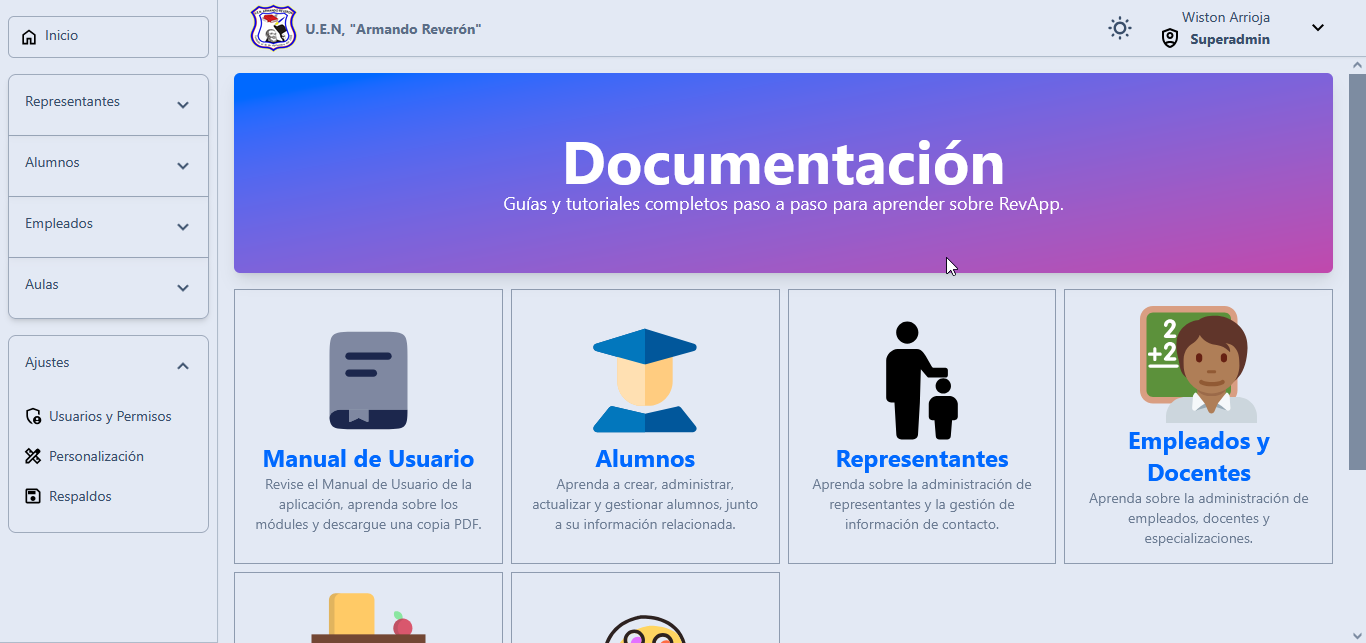 Inicio
Representantes
Alumnos
Empleados
Aulas
Ajustes
Usuarios y Permisos
Personalización
Respaldos
U.E.N, "Armando Reverón"
Wiston Arrioja
Superadmin
Documentación
Guías y tutoriales completos paso a paso para aprender sobre RevApp.
Manual de Usuario
Revise el Manual de Usuario de la
aplicación, aprenda sobre los
módulos y descargue una copia PDF.
Alumnos
Aprenda a crear, administrar,
actualizar y gestionar alumnos, junto
a su información relacionada.
Representantes
Aprenda sobre la administración de
representantes y la gestión de
información de contacto.
2
+2
Empleados y
Docentes
Aprenda sobre la administración de
empleados, docentes y
especializaciones.